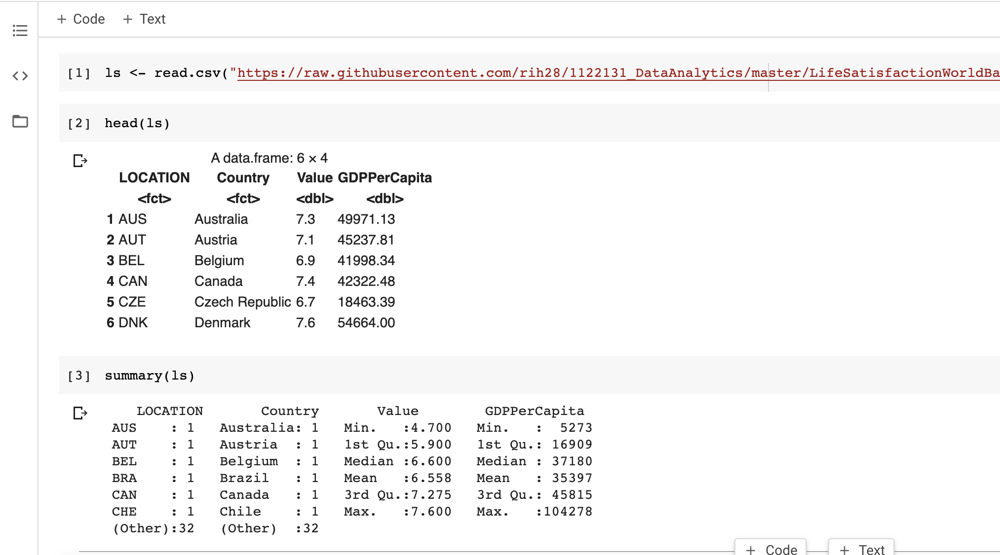 + Code + Text
[1] ls <- read.csv("https://raw.githubusercontent.com/rih28/1122131_DataAnalytics/master/LifeSatisfactionWorldBa
[2] head(ls)
A data.frame: 6 × 4
LOCATION Country Value GDPPerCapita
<fct> <fct> <dbl> <dbl>
1 AUS Australia 7.3 49971.13
2 AUT Austria 7.1 45237.81
3 BEL Belgium 6.9 41998.34
4 CAN Canada 7.4 42322.48
5 CZE Czech Republic 6.7 18463.39
6 DNK Denmark 7.6 54664.00
[3] summary(ls)
LOCATION Country Value GDPPerCapita
AUS : 1 Australia: 1 Min. :4.700 Min. : 5273
AUT : 1 Austria : 1 1st Qu.:5.900 1st Qu.: 16909
BEL : 1 Belgium : 1 Median :6.600 Median : 37180
BRA : 1 Brazil : 1 Mean :6.558 Mean : 35397
CAN : 1 Canada : 1 3rd Qu.:7.275 3rd Qu.: 45815
CHE : 1 Chile : 1 Max. :7.600 Max. :104278
(Other):32 (Other) :32
+ Code + Text